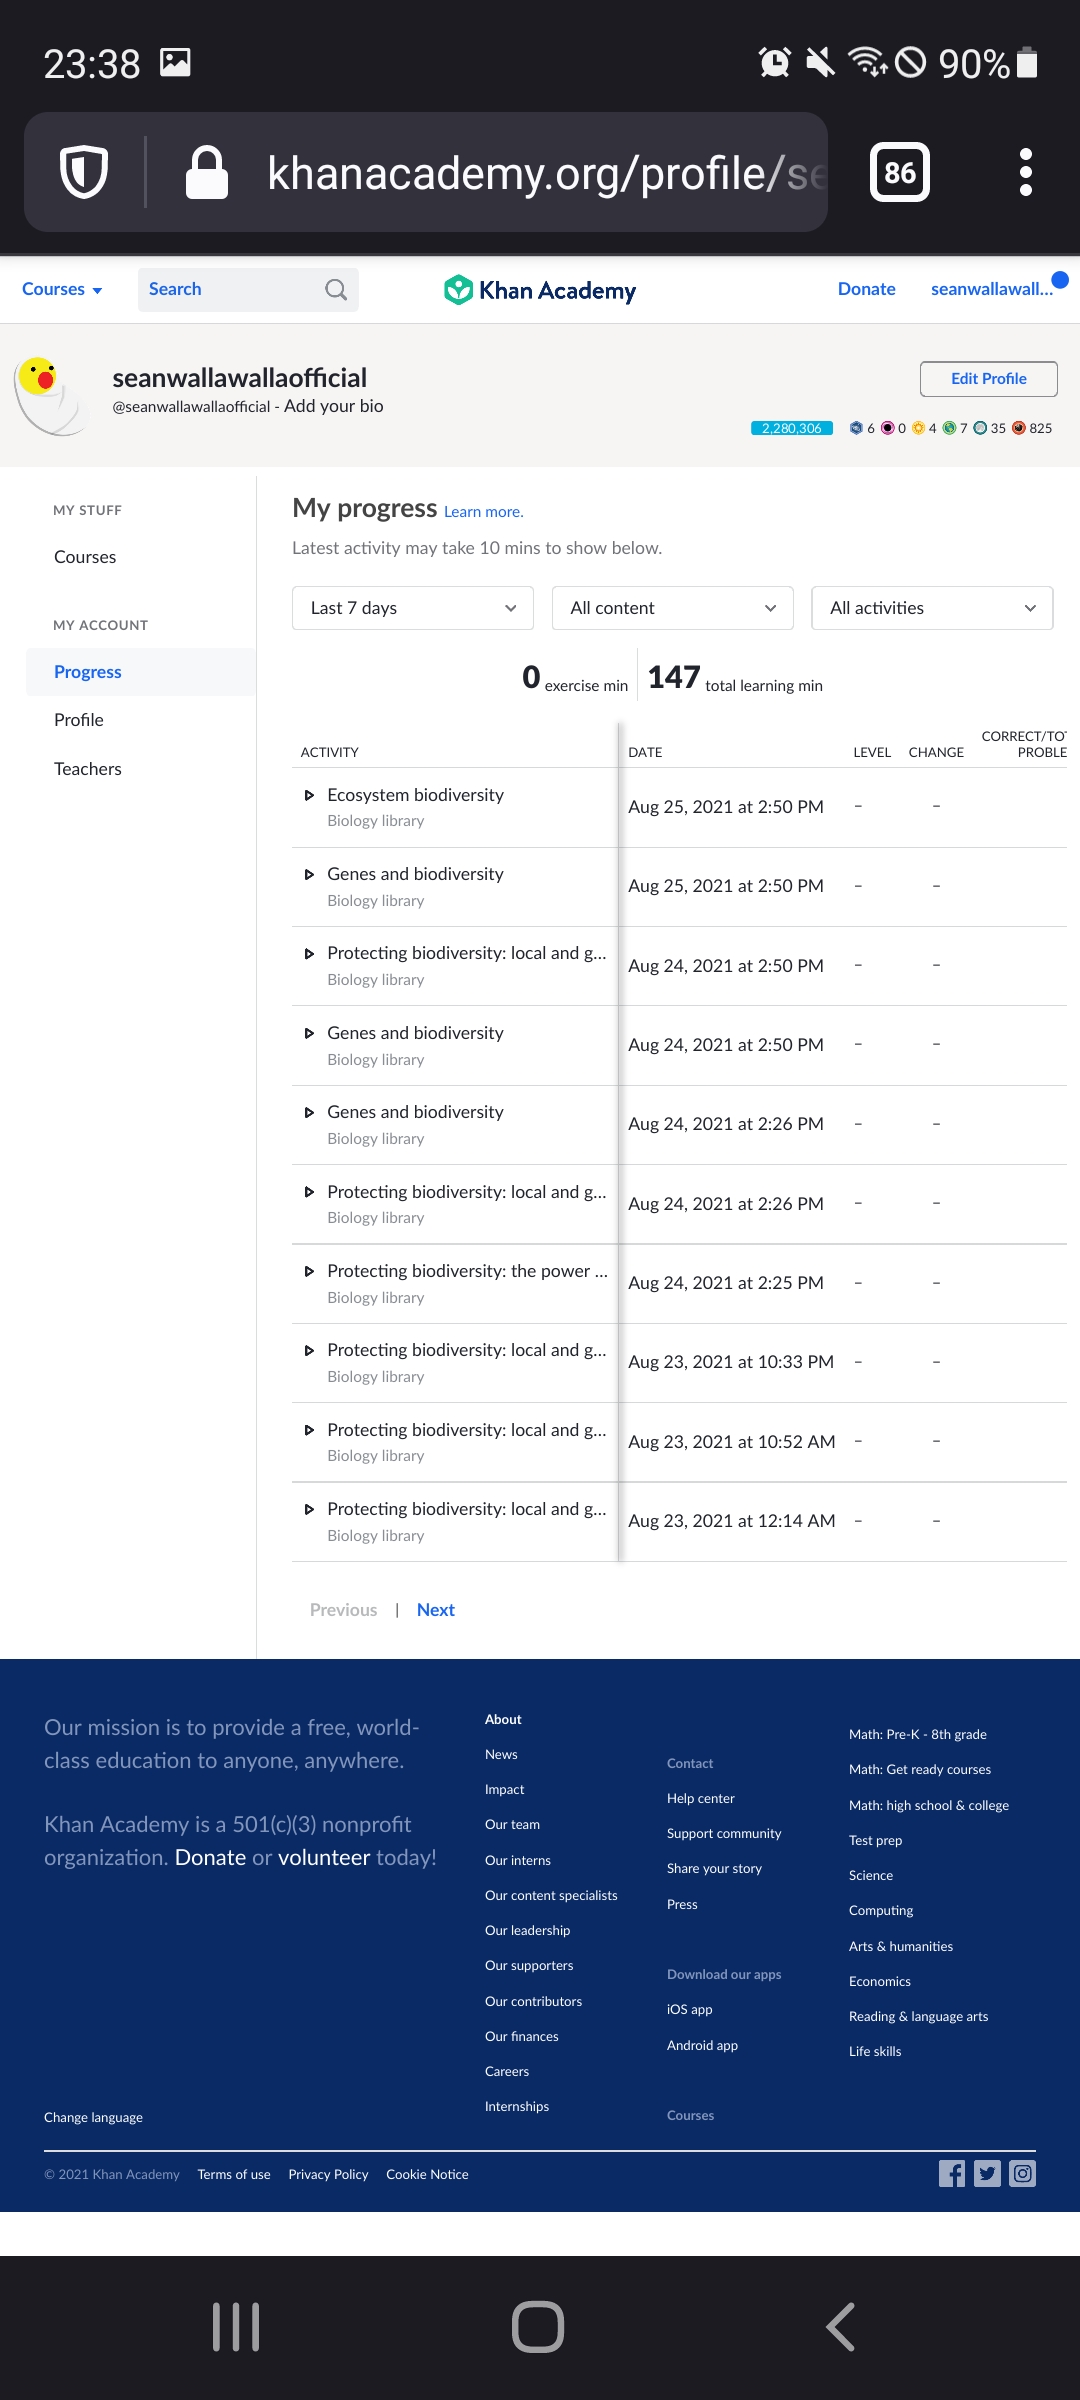 23:38
90%
khanacademy.org/profile/se
86
Courses
Search
Khan Academy
Donate
seanwallawall...
seanwallawallaofficial
@seanwallawallaofficial - Add your bio
Edit Profile
2,280,306 6 0 4 7 35 825
MY STUFF
Courses
MY ACCOUNT
Progress
Profile
Teachers
My progress Learn more.
Latest activity may take 10 mins to show below.
Last 7 days
All content
All activities
0 exercise min
147 total learning min
ACTIVITY DATE LEVEL CHANGE CORRECT/TOT
PROBLE
Ecosystem biodiversity
Biology library
Aug 25, 2021 at 2:50 PM – –
Genes and biodiversity
Biology library
Aug 25, 2021 at 2:50 PM – –
Protecting biodiversity: local and g...
Biology library
Aug 24, 2021 at 2:50 PM – –
Genes and biodiversity
Biology library
Aug 24, 2021 at 2:50 PM – –
Genes and biodiversity
Biology library
Aug 24, 2021 at 2:26 PM – –
Protecting biodiversity: local and g...
Biology library
Aug 24, 2021 at 2:26 PM – –
Protecting biodiversity: the power ...
Biology library
Aug 24, 2021 at 2:25 PM – –
Protecting biodiversity: local and g...
Biology library
Aug 23, 2021 at 10:33 PM – –
Protecting biodiversity: local and g...
Biology library
Aug 23, 2021 at 10:52 AM – –
Protecting biodiversity: local and g...
Biology library
Aug 23, 2021 at 12:14 AM – –
Previous | Next
Our mission is to provide a free, world-
class education to anyone, anywhere.
Khan Academy is a 501(c)(3) nonprofit
organization. Donate or volunteer today!
About
News
Impact
Our team
Our interns
Our content specialists
Our leadership
Our supporters
Our contributors
Our finances
Careers
Internships
Contact
Help center
Support community
Share your story
Press
Download our apps
iOS app
Android app
Courses
Math: Pre-K - 8th grade
Math: Get ready courses
Math: high school & college
Test prep
Science
Computing
Arts & humanities
Economics
Reading & language arts
Life skills
Change language
© 2021 Khan Academy Terms of use Privacy Policy Cookie Notice